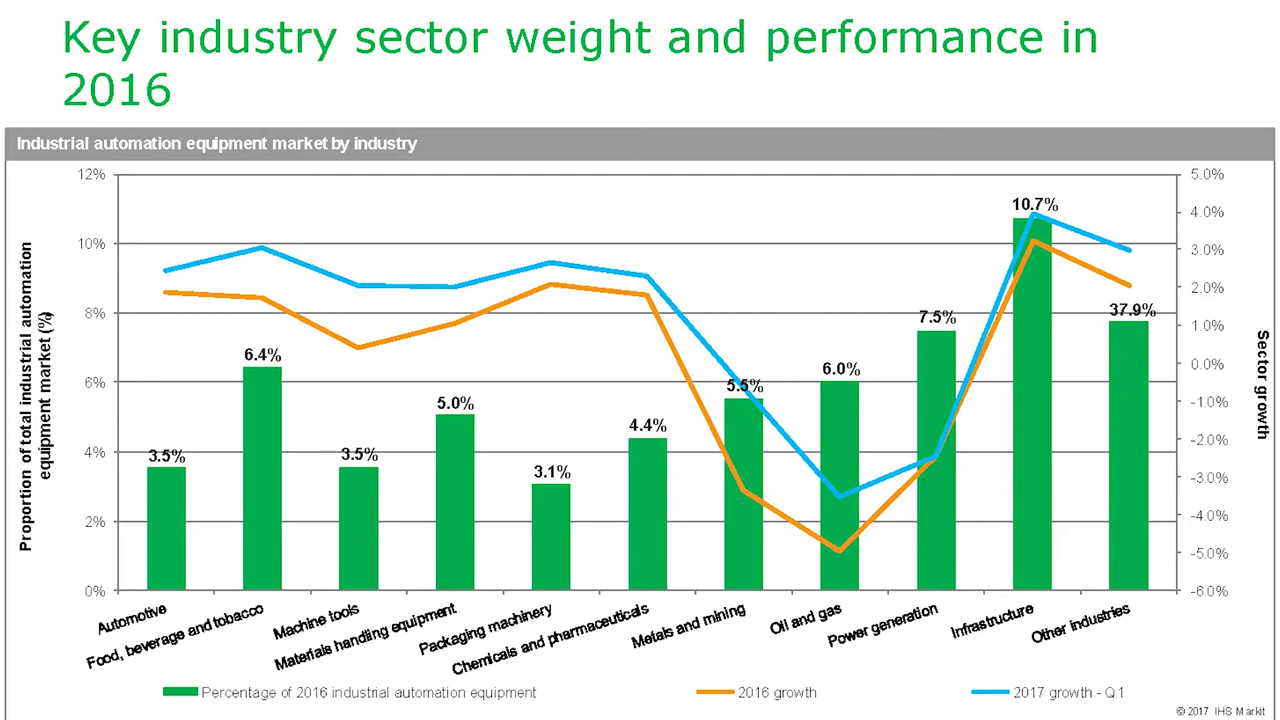 Key industry sector weight and performance in
2016
Industrial automation equipment market by industry
Proportion of total industrial automation
equipment market (%)
12%
10%
8%
6%
4%
2%
0%
3.5%
6.4%
3.5%
5.0%
3.1%
4.4%
5.5%
6.0%
7.5%
10.7%
37.9%
5.0%
4.0%
3.0%
2.0%
1.0%
0.0%
-1.0%
-2.0%
-3.0%
-4.0%
-5.0%
-6.0%
Sector growth
Automotive
Food, beverage and tobacco
Machine tools
Materials handling equipment
Packaging machinery
Chemicals and pharmaceuticals
Metals and mining
Oil and gas
Power generation
Infrastructure
Other industries
Percentage of 2016 industrial automation equipment
2016 growth
2017 growth - Q1
© 2017 IHS Markit